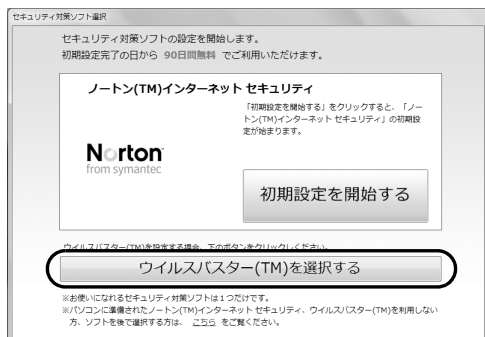 セキュリティ対策ソフト選択
セキュリティ対策ソフトの設定を開始します。
初期設定完了の日から 90日間無料 でご利用いただけます。
ノートン(TM)インターネット セキュリティ
「初期設定を開始する」をクリックすると、「ノー
トン(TM)インターネット セキュリティ」の初期設
定が始まります。
Norton
from symantec
初期設定を開始する
ウイルスバスター(TM)を設定する場合、下のボタンをクリックしてください。
ウイルスバスター(TM)を選択する
※お使いになれるセキュリティ対策ソフトは1つだけです。
※パソコンに準備されたノートン(TM)インターネット セキュリティ、ウイルスバスター(TM)を利用しない
方、ソフトを後で選択する方は、 こちら をご覧ください。